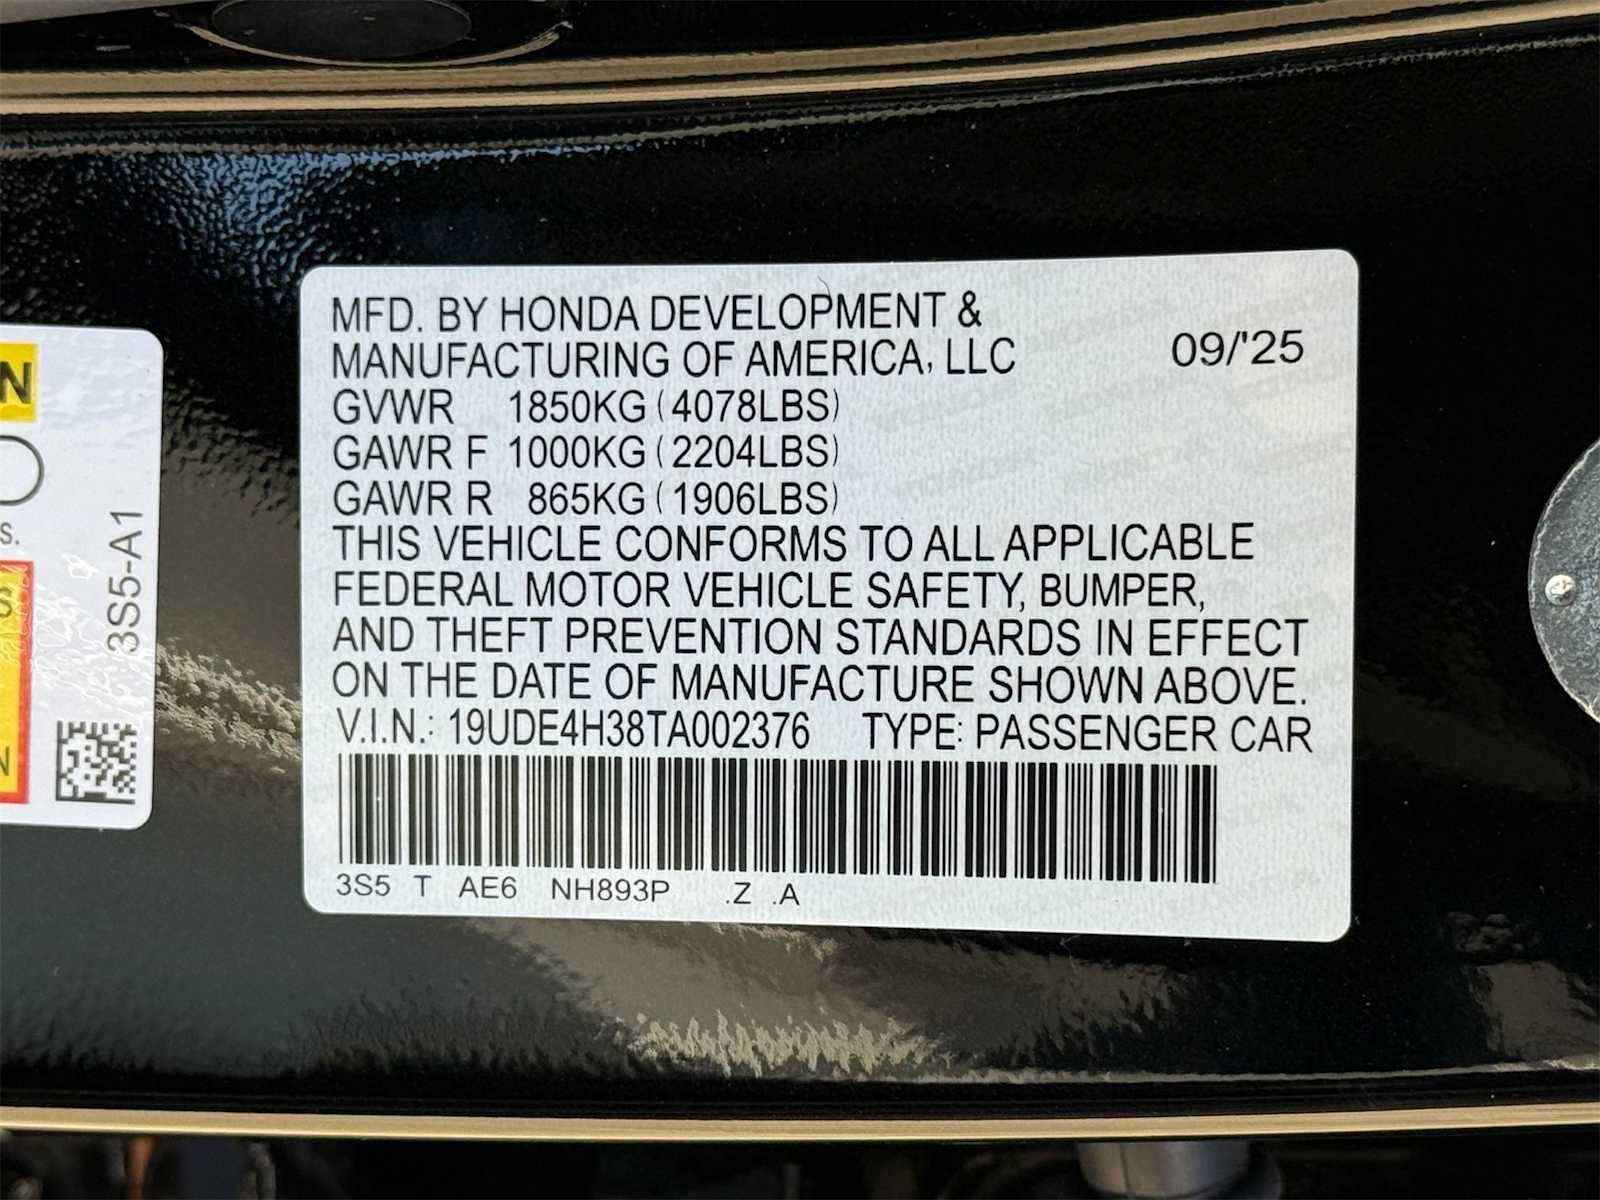 MFD. BY HONDA DEVELOPMENT &
MANUFACTURING OF AMERICA, LLC
09/'25
GVWR 1850KG (4078LBS)
GAWR F 1000KG (2204LBS)
GAWR R 865KG (1906LBS)
THIS VEHICLE CONFORMS TO ALL APPLICABLE
FEDERAL MOTOR VEHICLE SAFETY, BUMPER,
AND THEFT PREVENTION STANDARDS IN EFFECT
ON THE DATE OF MANUFACTURE SHOWN ABOVE.
V.I.N.: 19UDE4H38TA002376 TYPE: PASSENGER CAR
3S5 T AE6 NH893P .Z .A
3S5-A1